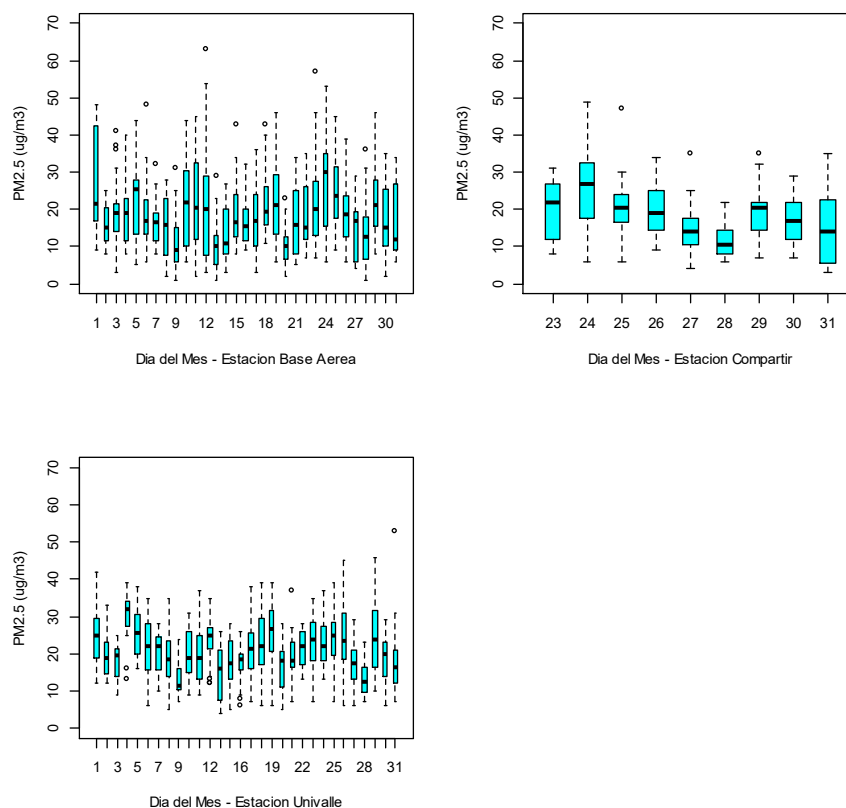 PM2.5 (ug/m3)
70
60
50
40
30
20
10
0
1 3 5 7 9 12 15 18 21 24 27 30
Dia del Mes - Estacion Base Aerea
PM2.5 (ug/m3)
70
60
50
40
30
20
10
0
23 24 25 26 27 28 29 30 31
Dia del Mes - Estacion Compartir
PM2.5 (ug/m3)
70
60
50
40
30
20
10
0
1 3 5 7 9 12 16 19 22 25 28 31
Dia del Mes - Estacion Univalle